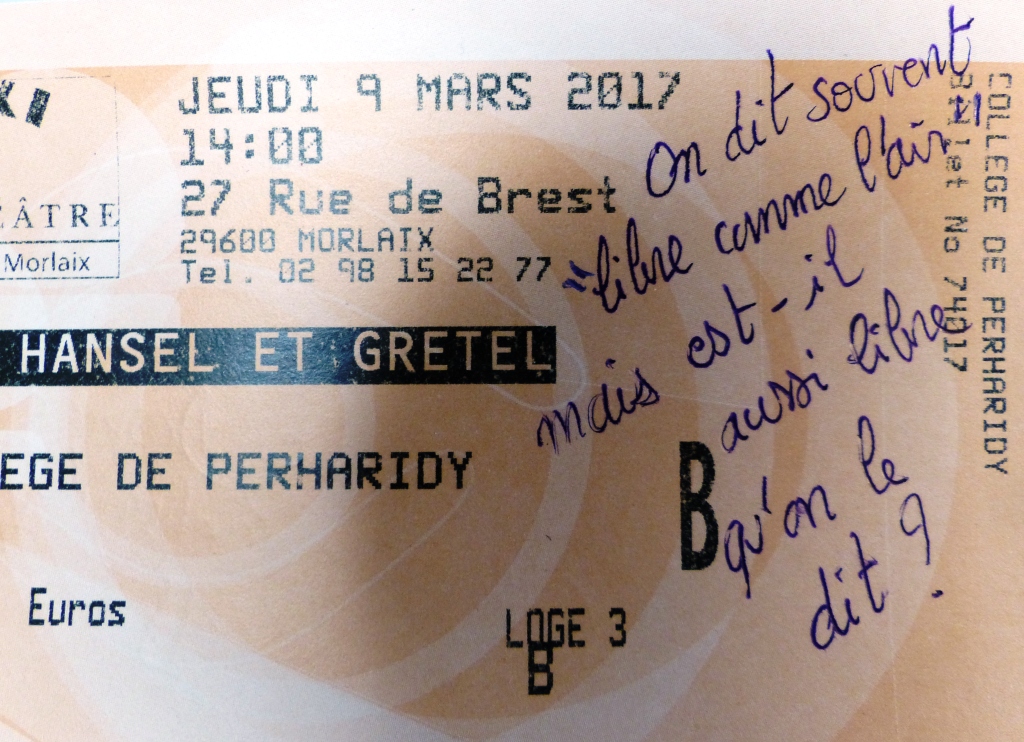 KI
ÉÂTRE
Morlaix
JEUDI 9 MARS 2017
14:00
27 Rue de Brest
29600 MORLAIX
Tel. 02 98 15 22 77
HANSEL ET GRETEL
EGE DE PERHARIDY
Euros
LOGE 3
B
B
On dit souvent
"libre comme l'air"
mais est-il
aussi libre
qu'on le
dit ?
COLLEGE DE PERHARIDY
Billet No 74017